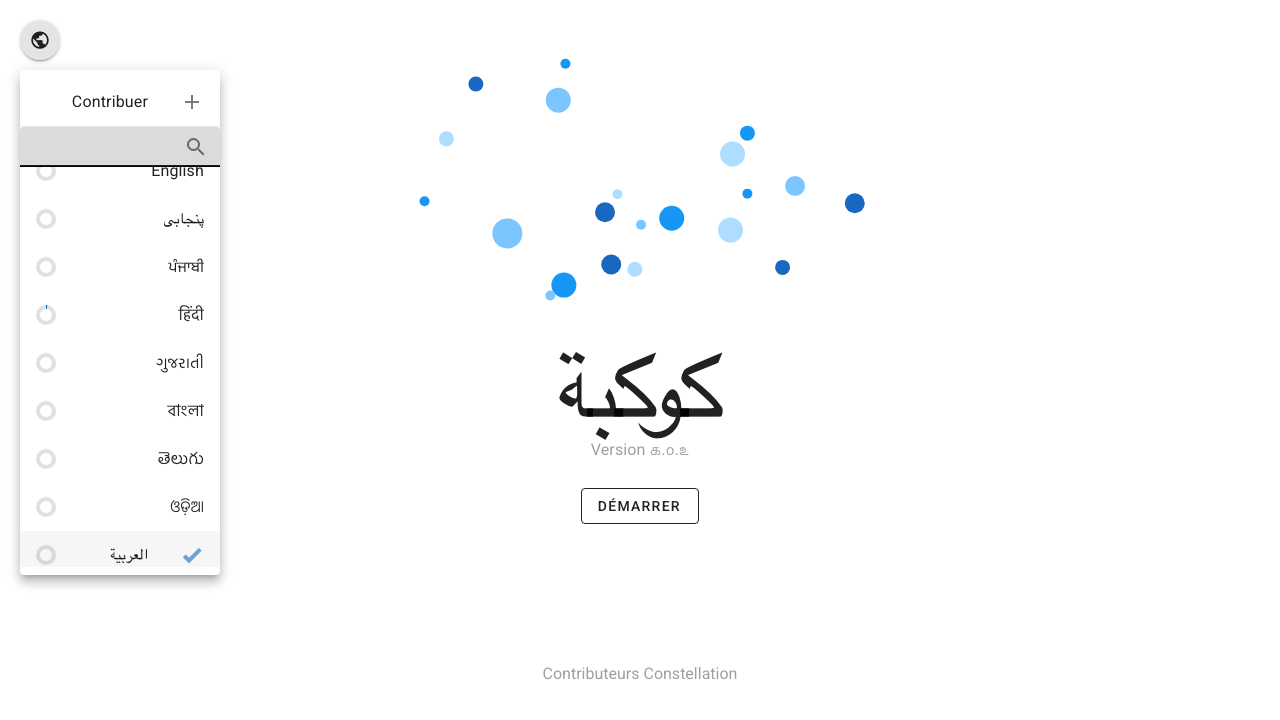 Contribuer
English
پنجابی
ਪੰਜਾਬੀ
हिंदी
ગુજરાતી
বাংলা
తెలుగు
ଓଡ଼ିଆ
العربية
كوكبة
Version ௧.௦.௨
DÉMARRER
Contributeurs Constellation